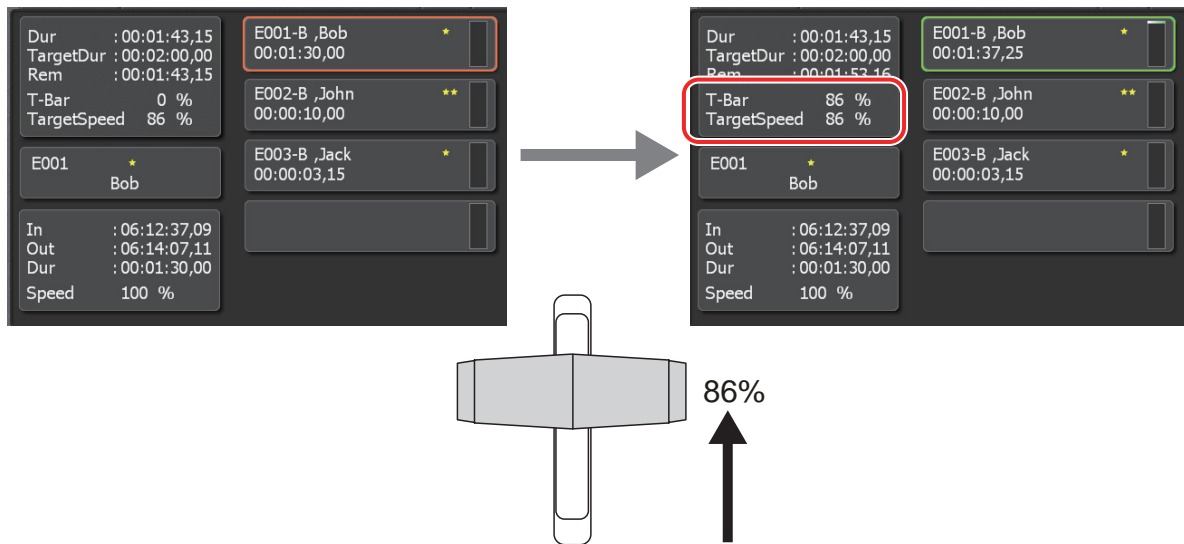 Dur : 00:01:43,15
TargetDur : 00:02:00,00
Rem : 00:01:43,15
T-Bar 0 %
TargetSpeed 86 %
E001 ★
Bob
In : 06:12:37,09
Out : 06:14:07,11
Dur : 00:01:30,00
Speed 100 %
E001-B ,Bob ★
00:01:30,00
E002-B ,John ★★
00:00:10,00
E003-B ,Jack ★
00:00:03,15
Dur : 00:01:43,15
TargetDur : 00:02:00,00
Rem : 00:01:53,16
T-Bar 86 %
TargetSpeed 86 %
E001 ★
Bob
In : 06:12:37,09
Out : 06:14:07,11
Dur : 00:01:30,00
Speed 100 %
E001-B ,Bob ★
00:01:37,25
E002-B ,John ★★
00:00:10,00
E003-B ,Jack ★
00:00:03,15
86%